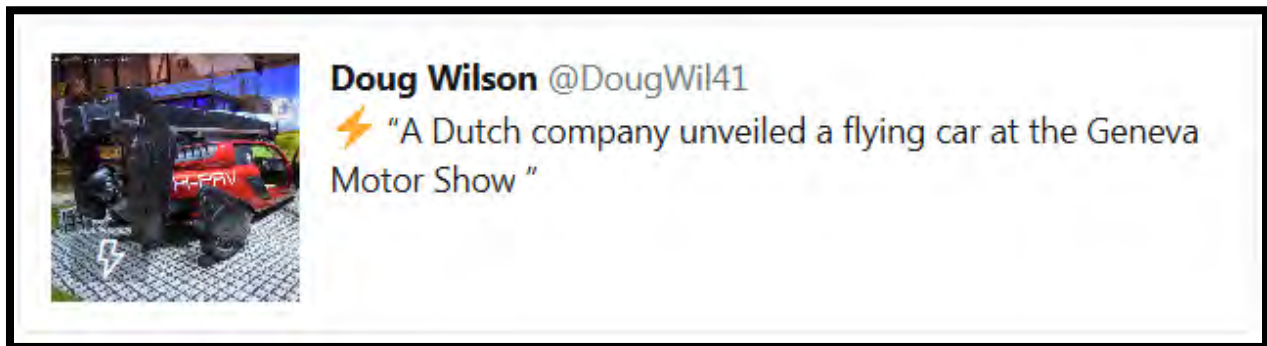 Doug Wilson @DougWil41
⚡ “A Dutch company unveiled a flying car at the Geneva
Motor Show ”